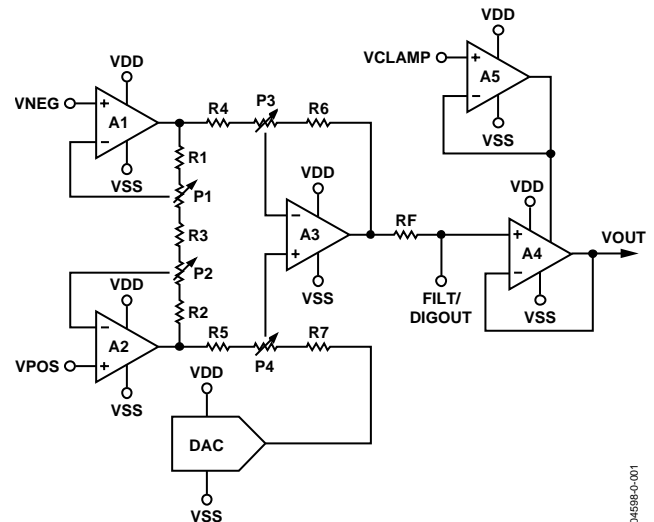 VDD
VCLAMP
+
A5
−
VSS
VDD
VNEG
+
A1
−
VSS
R4
P3
R6
R1
P1
R3
P2
R2
VDD
−
A3
+
VSS
RF
FILT/
DIGOUT
VDD
+
A4
−
VSS
VOUT
VDD
−
A2
+
VPOS
VSS
R5
P4
R7
VDD
DAC
VSS
04598-0-001